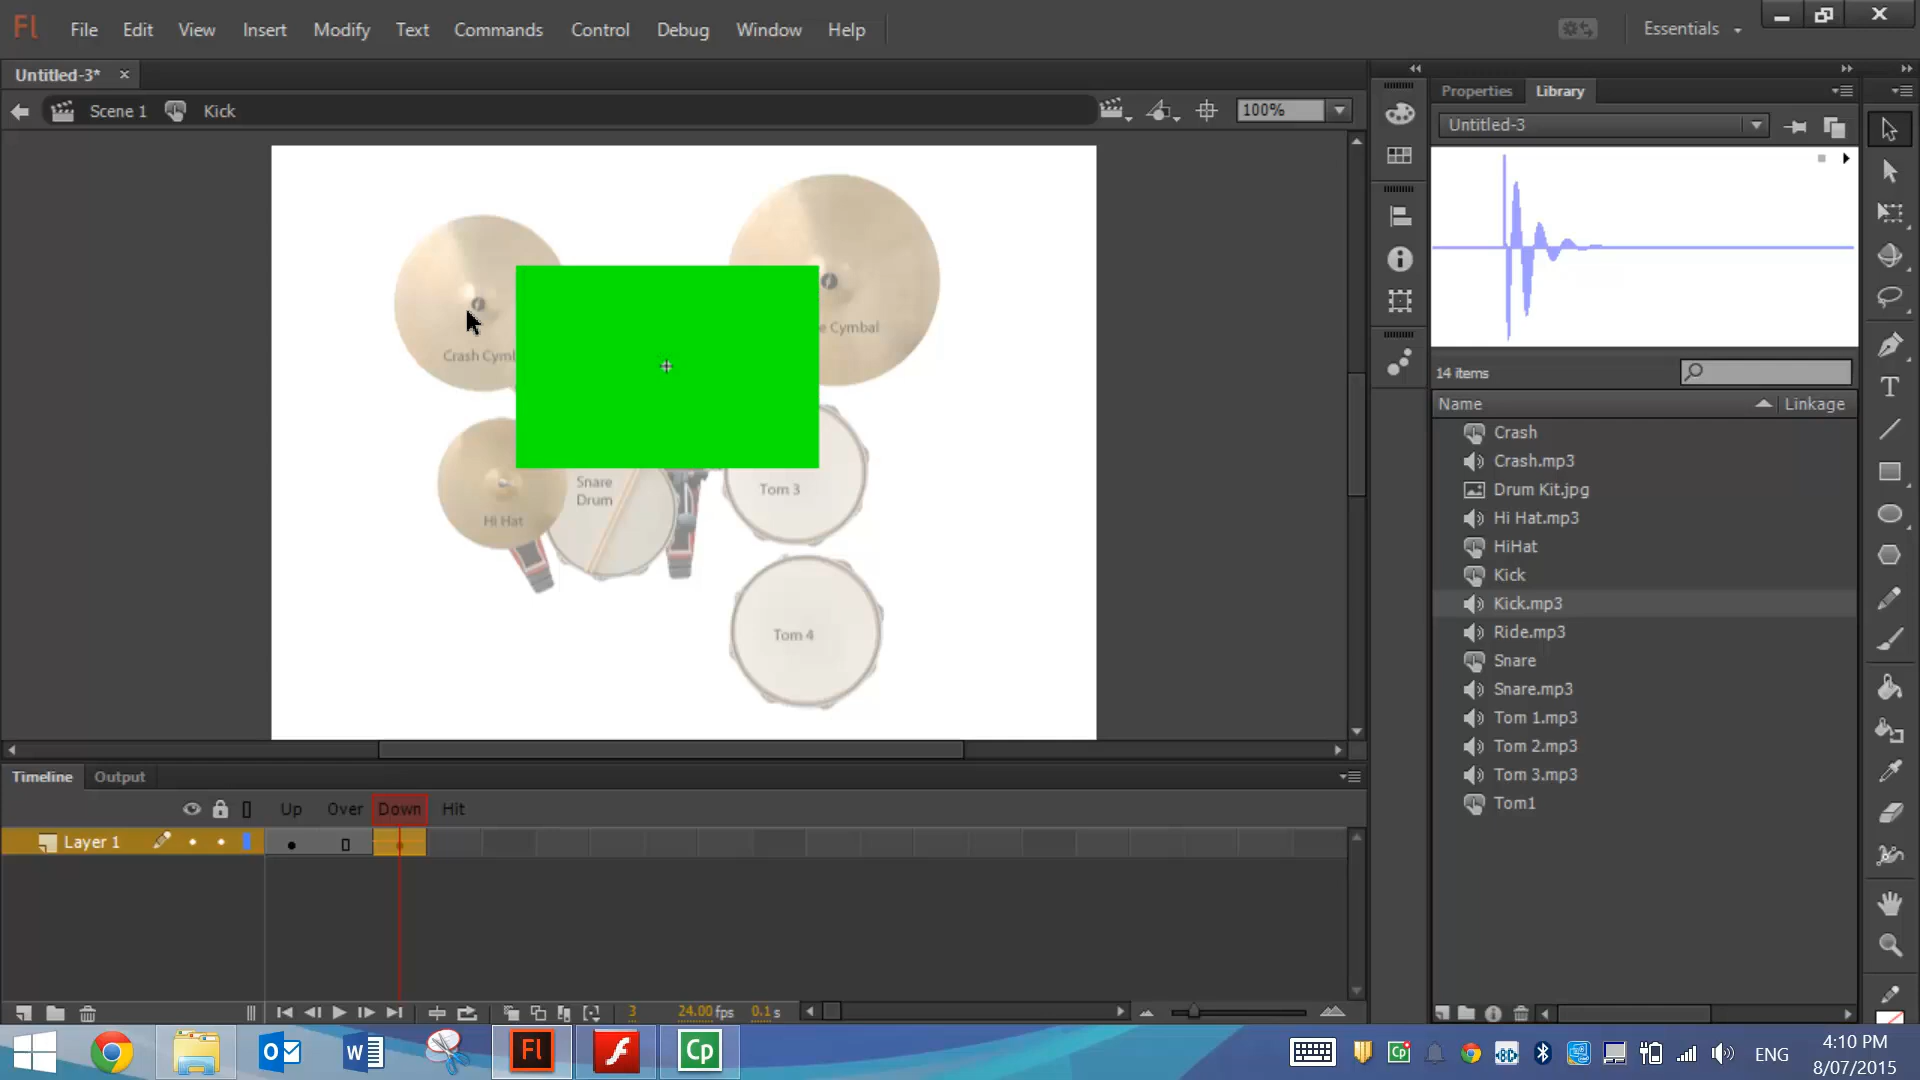 Fl File Edit View Insert Modify Text Commands Control Debug Window Help Essentials
Untitled-3* ×
Scene 1 Kick 100%
Properties Library
Untitled-3
14 items
Name Linkage
Crash
Crash.mp3
Drum Kit.jpg
Hi Hat.mp3
HiHat
Kick
Kick.mp3
Ride.mp3
Snare
Snare.mp3
Tom 1.mp3
Tom 2.mp3
Tom 3.mp3
Tom1
e Cymbal
Crash Cyml
Snare
Drum
Tom 3
Hi Hat
Tom 4
Timeline Output
Up Over Down Hit
Layer 1
3 24.00 fps 0.1 s
Fl Cp
ENG
4:10 PM
8/07/2015